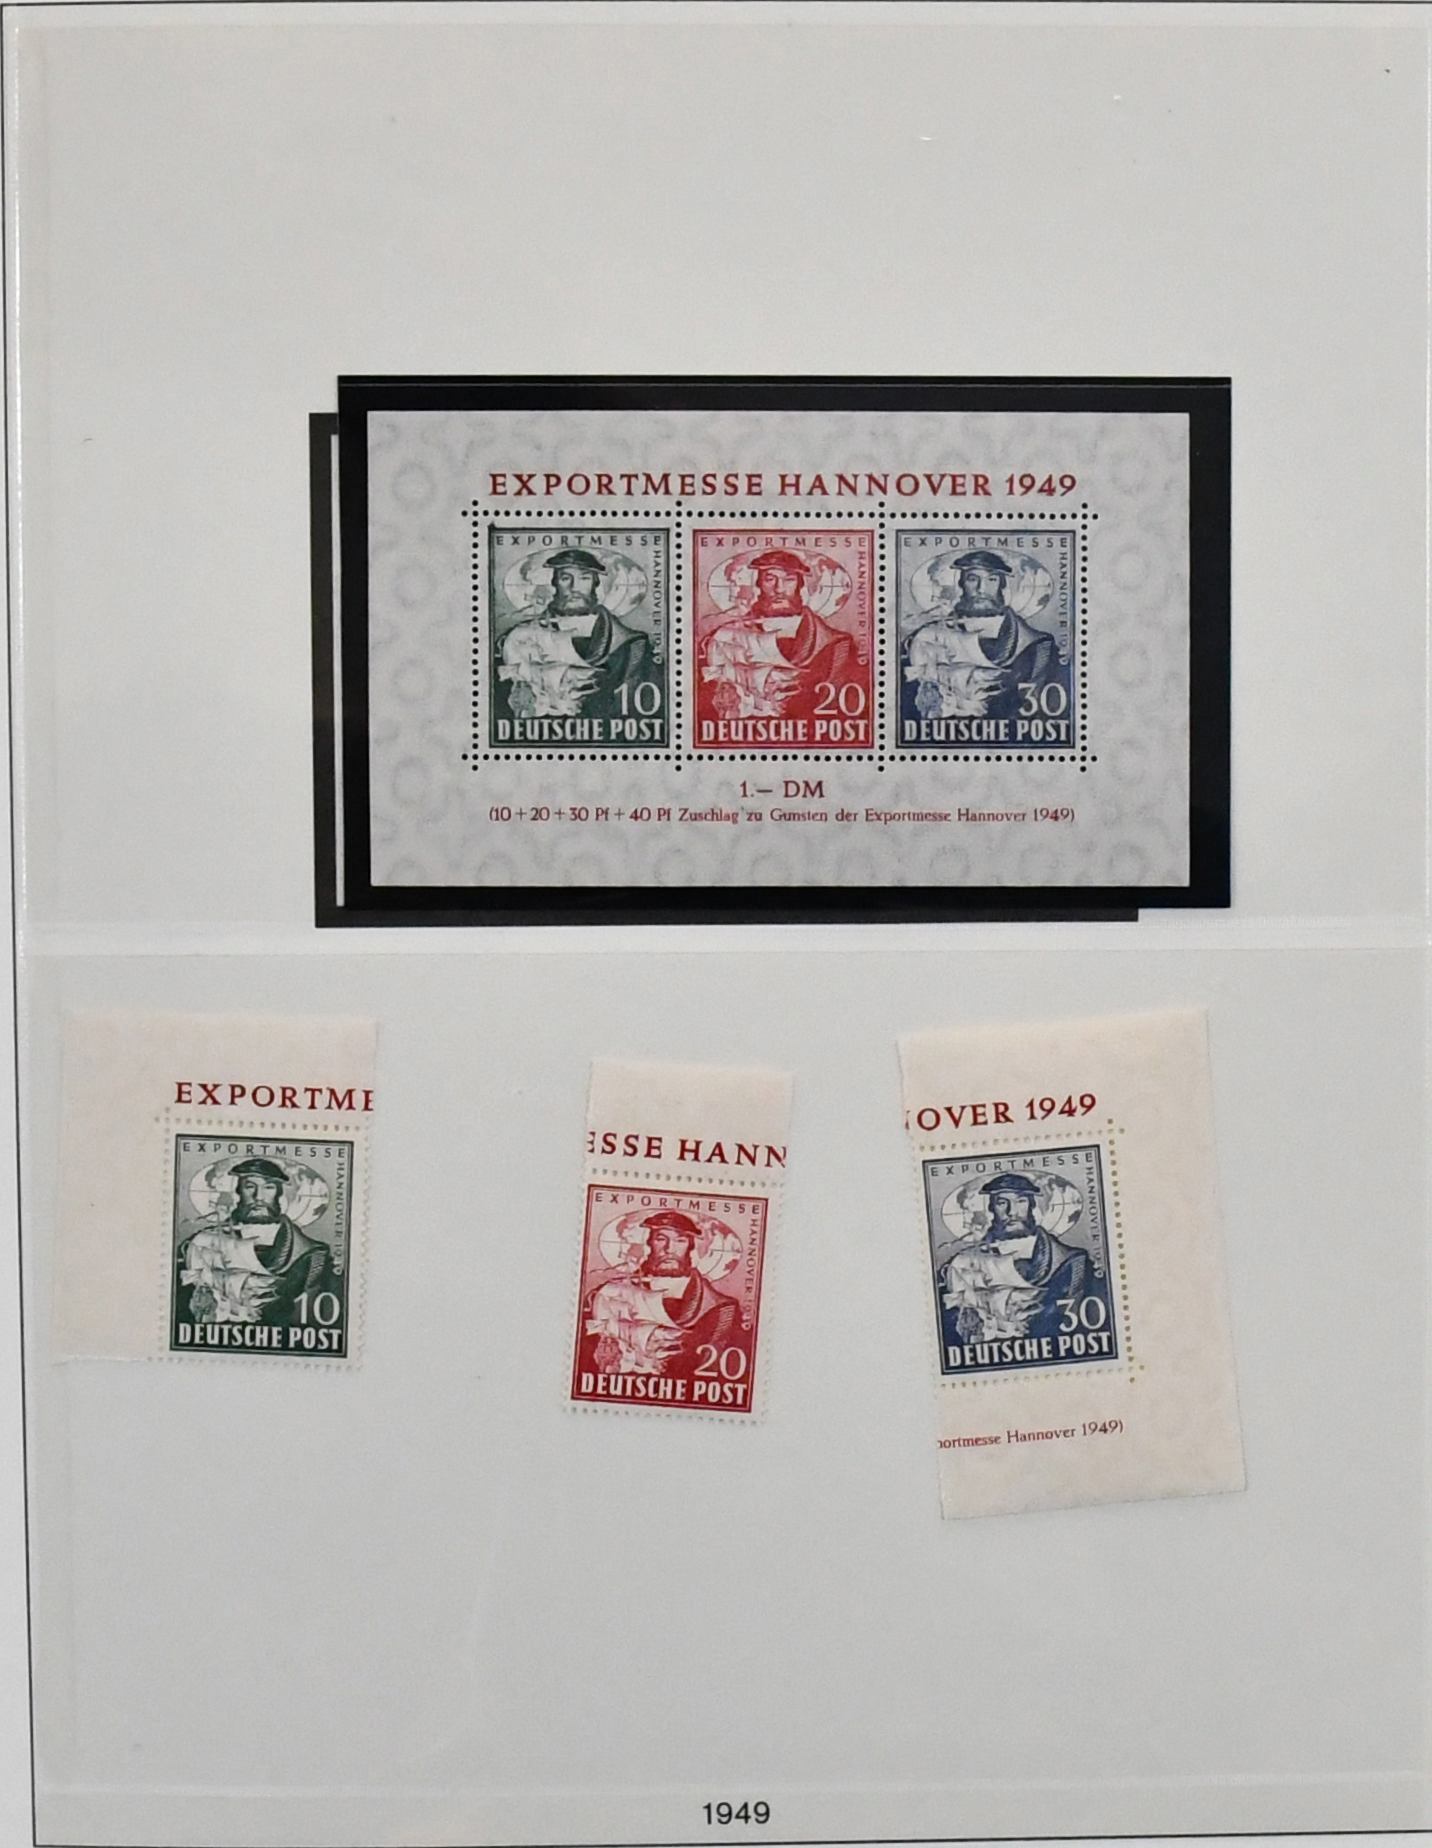 EXPORTMESSE HANNOVER 1949
EXPORTMESSE
HANNOVER 1949
10
DEUTSCHE POST
EXPORTMESSE
HANNOVER 1949
20
DEUTSCHE POST
EXPORTMESSE
HANNOVER 1949
30
DEUTSCHE POST
1.— DM
(10+20+30 Pf+40 Pf Zuschlag zu Gunsten der Exportmesse Hannover 1949)
EXPORTME
EXPORTMESSE
HANNOVER 1949
10
DEUTSCHE POST
ESSE HANN
EXPORTMESSE
HANNOVER 1949
20
DEUTSCHE POST
OVER 1949
EXPORTMESSE
HANNOVER 1949
30
DEUTSCHE POST
portmesse Hannover 1949)
1949